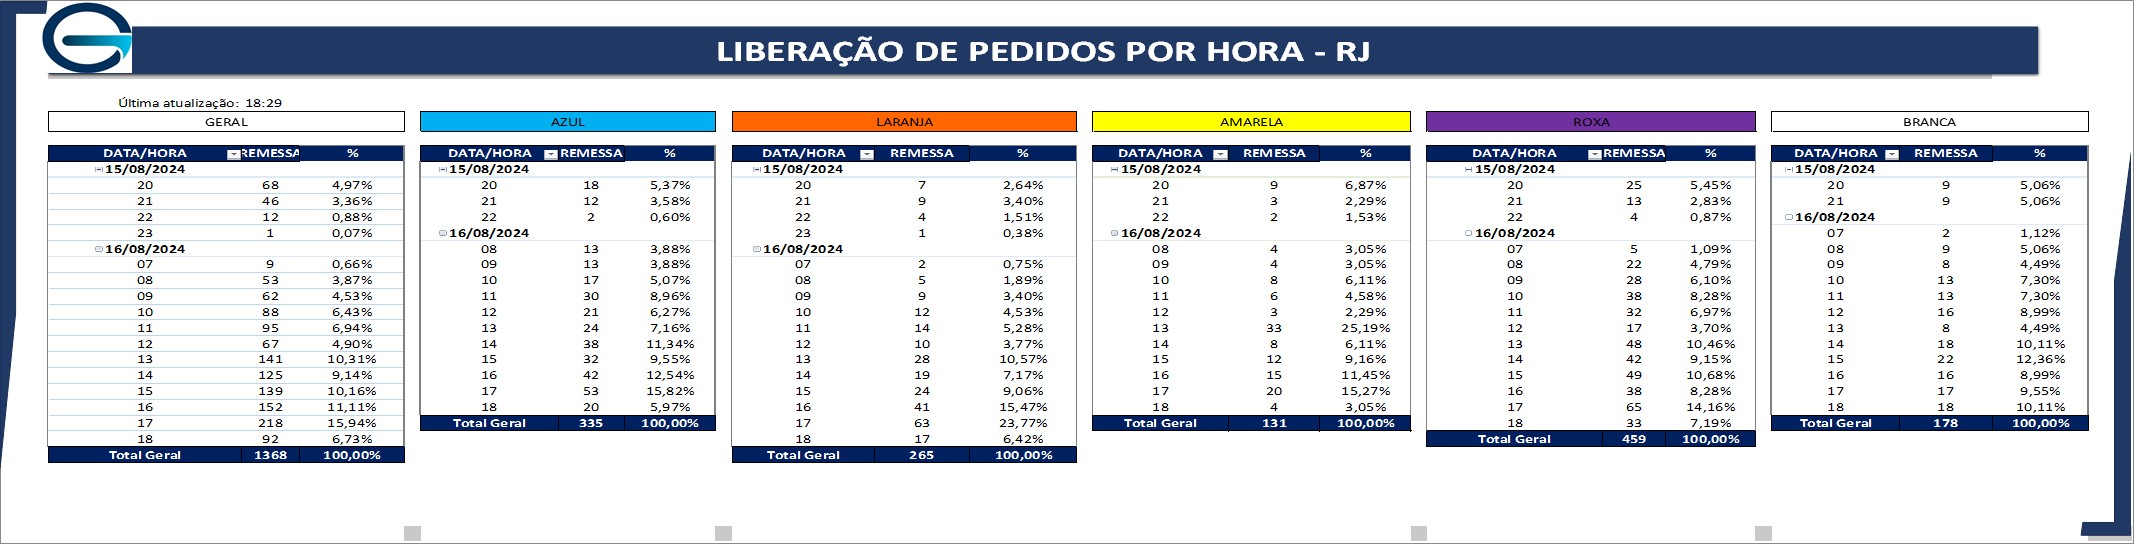 LIBERAÇÃO DE PEDIDOS POR HORA - RJ
Última atualização: 18:29
GERAL
DATA/HORA REMESSA %
15/08/2024
20 68 4,97%
21 46 3,36%
22 12 0,88%
23 1 0,07%
16/08/2024
07 9 0,66%
08 53 3,87%
09 62 4,53%
10 88 6,43%
11 95 6,94%
12 67 4,90%
13 141 10,31%
14 125 9,14%
15 139 10,16%
16 152 11,11%
17 218 15,94%
18 92 6,73%
Total Geral 1368 100,00%
AZUL
DATA/HORA REMESSA %
15/08/2024
20 18 5,37%
21 12 3,58%
22 2 0,60%
16/08/2024
08 13 3,88%
09 13 3,88%
10 17 5,07%
11 30 8,96%
12 21 6,27%
13 24 7,16%
14 38 11,34%
15 32 9,55%
16 42 12,54%
17 53 15,82%
18 20 5,97%
Total Geral 335 100,00%
LARANJA
DATA/HORA REMESSA %
15/08/2024
20 7 2,64%
21 9 3,40%
22 4 1,51%
23 1 0,38%
16/08/2024
07 2 0,75%
08 5 1,89%
09 9 3,40%
10 12 4,53%
11 14 5,28%
12 10 3,77%
13 28 10,57%
14 19 7,17%
15 24 9,06%
16 41 15,47%
17 63 23,77%
18 17 6,42%
Total Geral 265 100,00%
AMARELA
DATA/HORA REMESSA %
15/08/2024
20 9 6,87%
21 3 2,29%
22 2 1,53%
16/08/2024
08 4 3,05%
09 4 3,05%
10 8 6,11%
11 6 4,58%
12 3 2,29%
13 33 25,19%
14 8 6,11%
15 12 9,16%
16 15 11,45%
17 20 15,27%
18 4 3,05%
Total Geral 131 100,00%
ROXA
DATA/HORA REMESSA %
15/08/2024
20 25 5,45%
21 13 2,83%
22 4 0,87%
16/08/2024
07 5 1,09%
08 22 4,79%
09 28 6,10%
10 38 8,28%
11 32 6,97%
12 17 3,70%
13 48 10,46%
14 42 9,15%
15 49 10,68%
16 38 8,28%
17 65 14,16%
18 33 7,19%
Total Geral 459 100,00%
BRANCA
DATA/HORA REMESSA %
15/08/2024
20 9 5,06%
21 9 5,06%
16/08/2024
07 2 1,12%
08 9 5,06%
09 8 4,49%
10 13 7,30%
11 13 7,30%
12 16 8,99%
13 8 4,49%
14 18 10,11%
15 22 12,36%
16 16 8,99%
17 17 9,55%
18 18 10,11%
Total Geral 178 100,00%